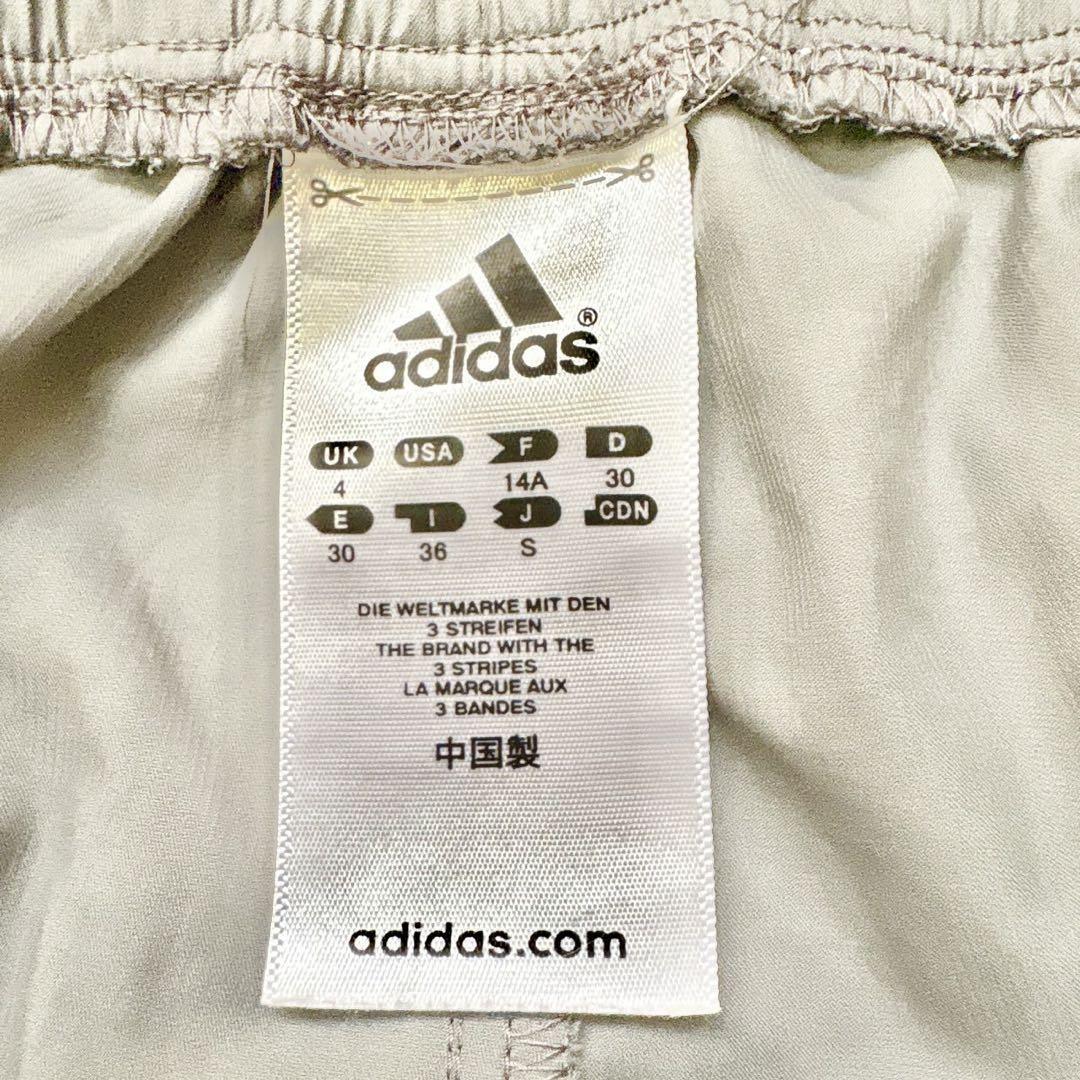 adidas®
UK USA F D
4 14A 30
E I J CDN
30 36 S
DIE WELTMARKE MIT DEN
3 STREIFEN
THE BRAND WITH THE
3 STRIPES
LA MARQUE AUX
3 BANDES
中国製
adidas.com